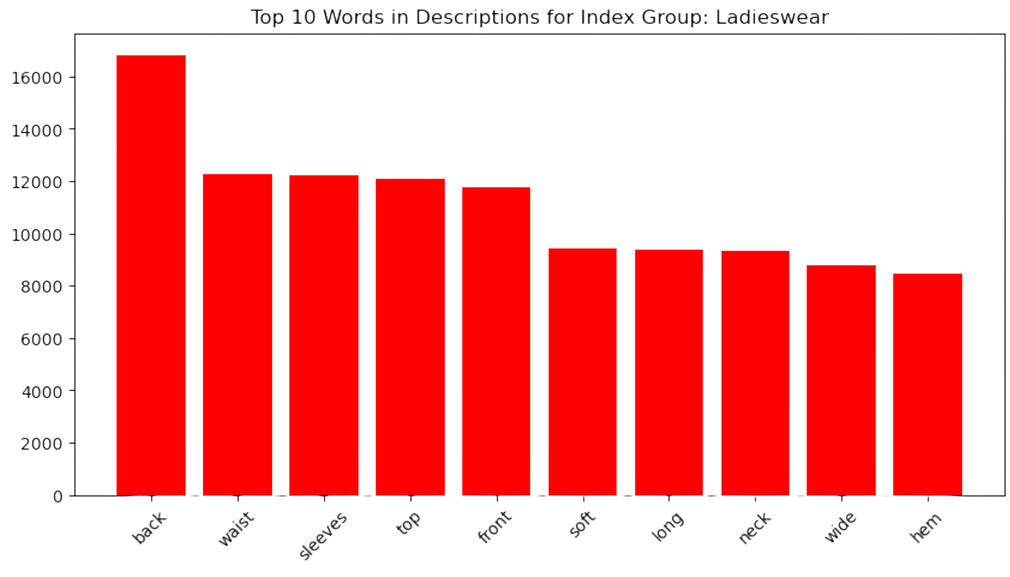 Top 10 Words in Descriptions for Index Group: Ladieswear
16000
14000
12000
10000
8000
6000
4000
2000
0
back
waist
sleeves
top
front
soft
long
neck
wide
hem